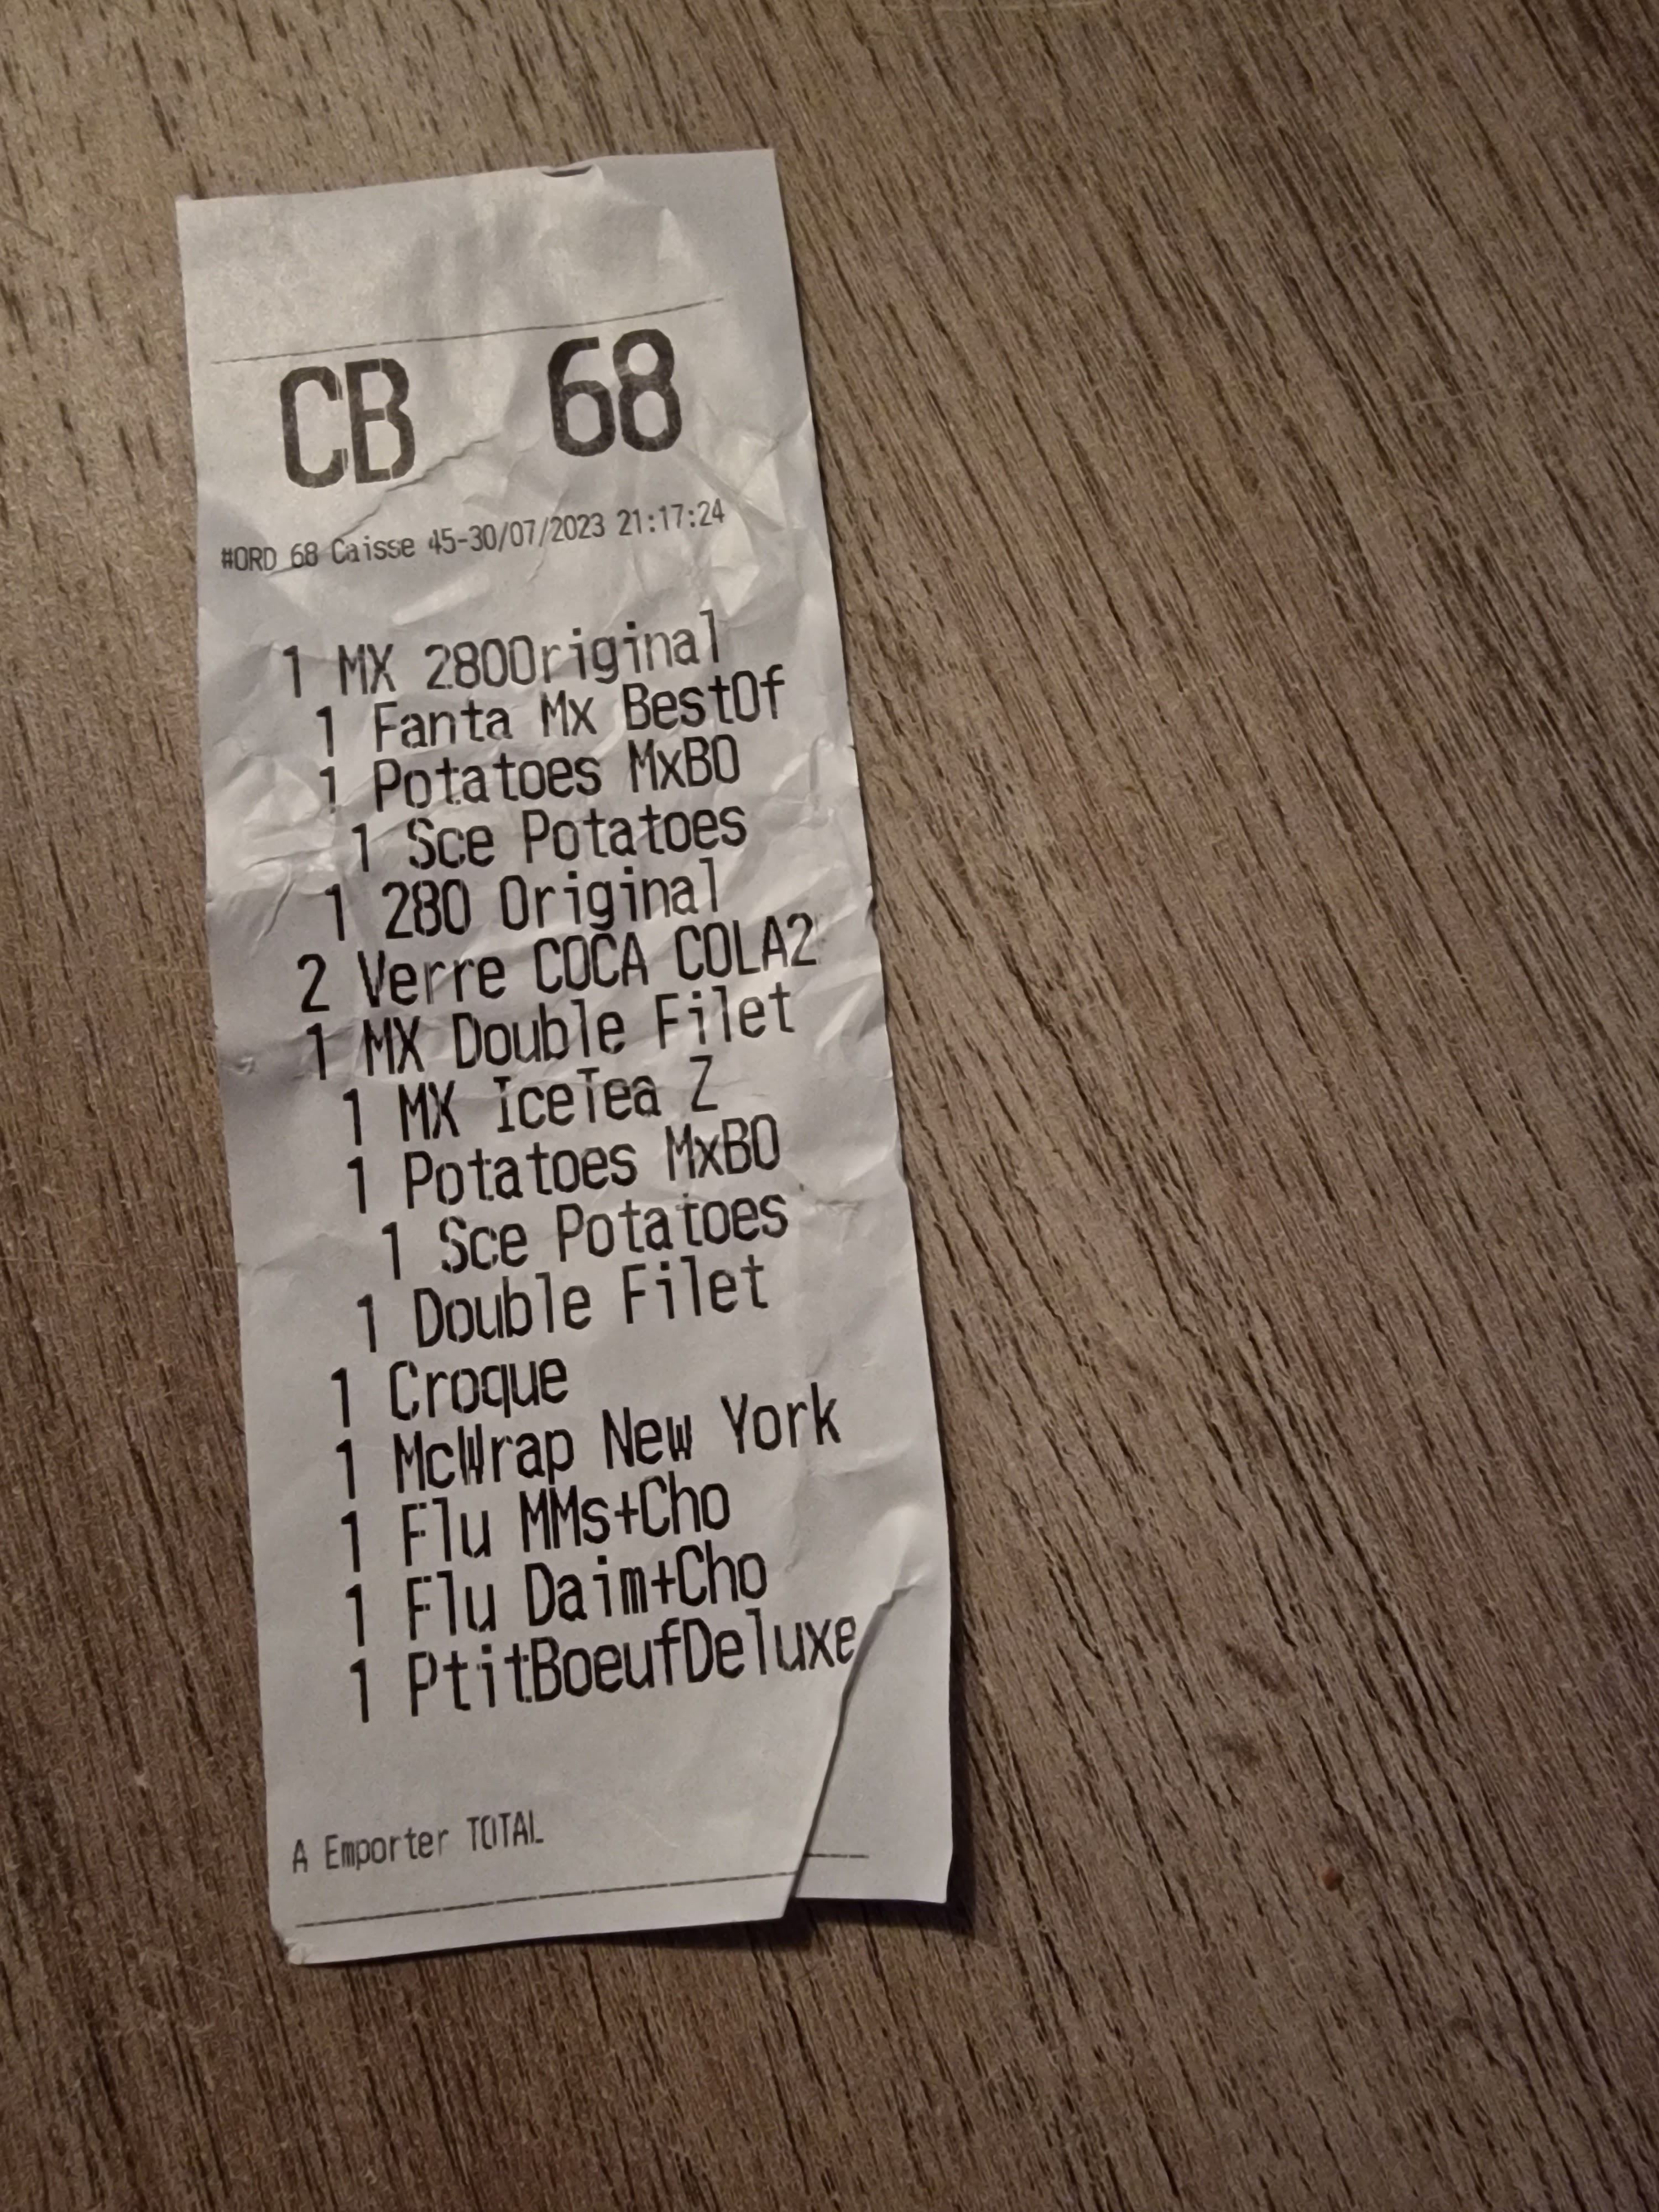 CB 68
#ORD 68 Caisse 45-30/07/2023 21:17:24
1 MX 280Original
1 Fanta Mx BestOf
1 Potatoes MxBO
1 Sce Potatoes
1 280 Original
2 Verre COCA COLA2
1 MX Double Filet
1 MX IceTea Z
1 Potatoes MxBO
1 Sce Potatoes
1 Double Filet
1 Croque
1 McWrap New York
1 Flu MMs+Cho
1 Flu Daim+Cho
1 PtitBoeufDeluxe
A Emporter TOTAL